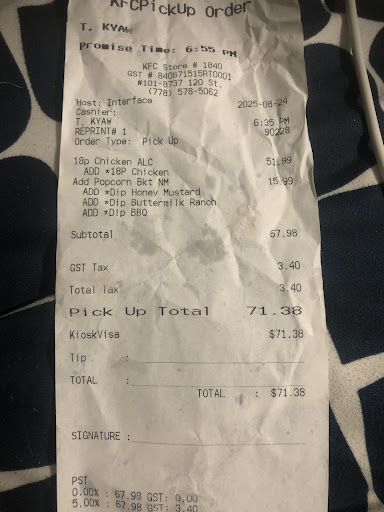 KFCPickUp Order
T. KYAW
Promise Time: 6:55 PM
KFC Store # 1840
GST # 840671515RT0001
#101-8737 120 St.
(778) 578-5062
Host: Interface 2025-08-24
Cashier:
T. KYAW 6:35 PM
REPRINT# 1 90228
Order Type: Pick Up
18p Chicken ALC 51.99
ADD *18P Chicken
Add Popcorn Bkt NM 15.99
ADD *Dip Honey Mustard
ADD *Dip Buttermilk Ranch
ADD *Dip BBQ
Subtotal 67.98
GST Tax 3.40
Total Tax 3.40
Pick Up Total 71.38
KioskVisa $71.38
Tip :
TOTAL :
TOTAL : $71.38
SIGNATURE :
PST
0.00% : 67.98 GST: 0.00
5.00% : 67.98 GST: 3.40